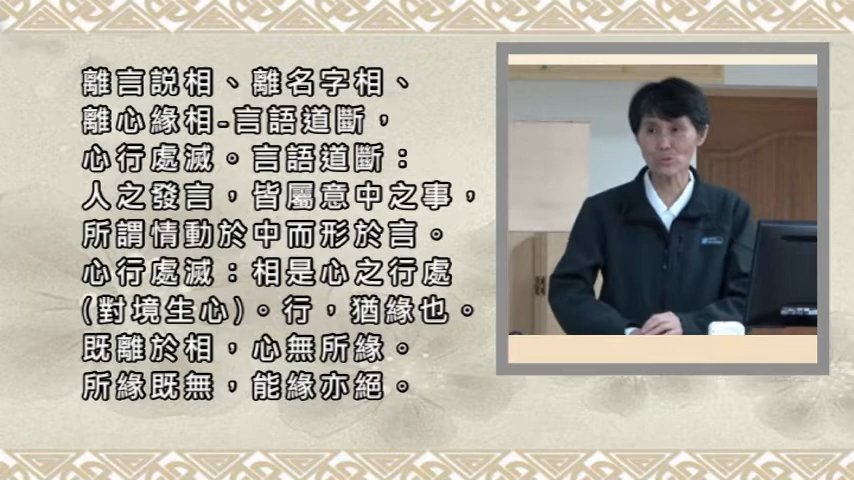 離言説相、離名字相、
離心緣相-言語道斷，
心行處滅。言語道斷：
人之發言，皆屬意中之事，
所謂情動於中而形於言。
心行處滅：相是心之行處
(對境生心)。行，猶緣也。
既離於相，心無所緣。
所緣既無，能緣亦絕。